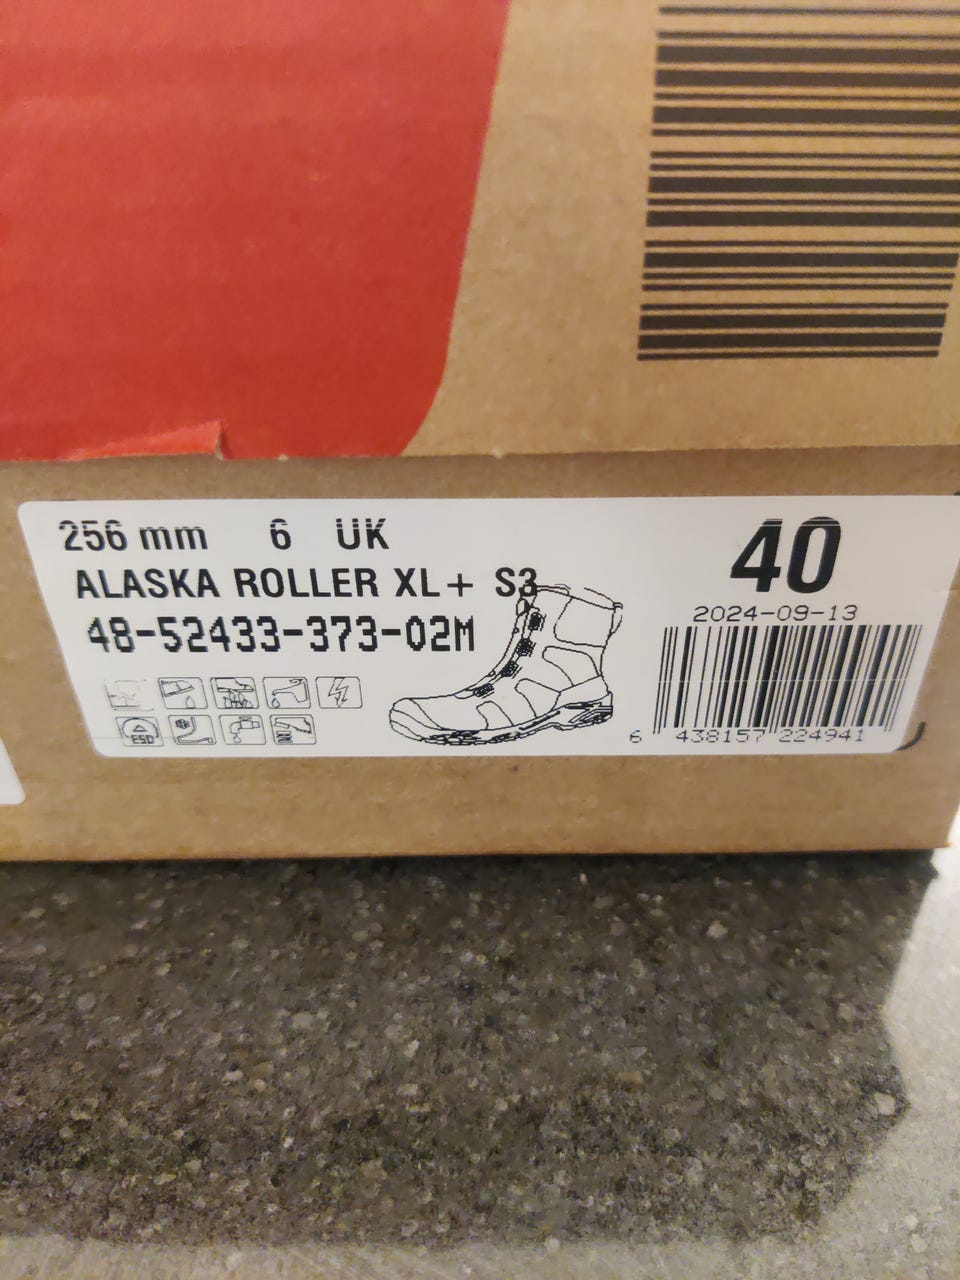 256 mm 6 UK
ALASKA ROLLER XL+ S3
48-52433-373-02M
ESD
40
2024-09-13
6 438157 224941